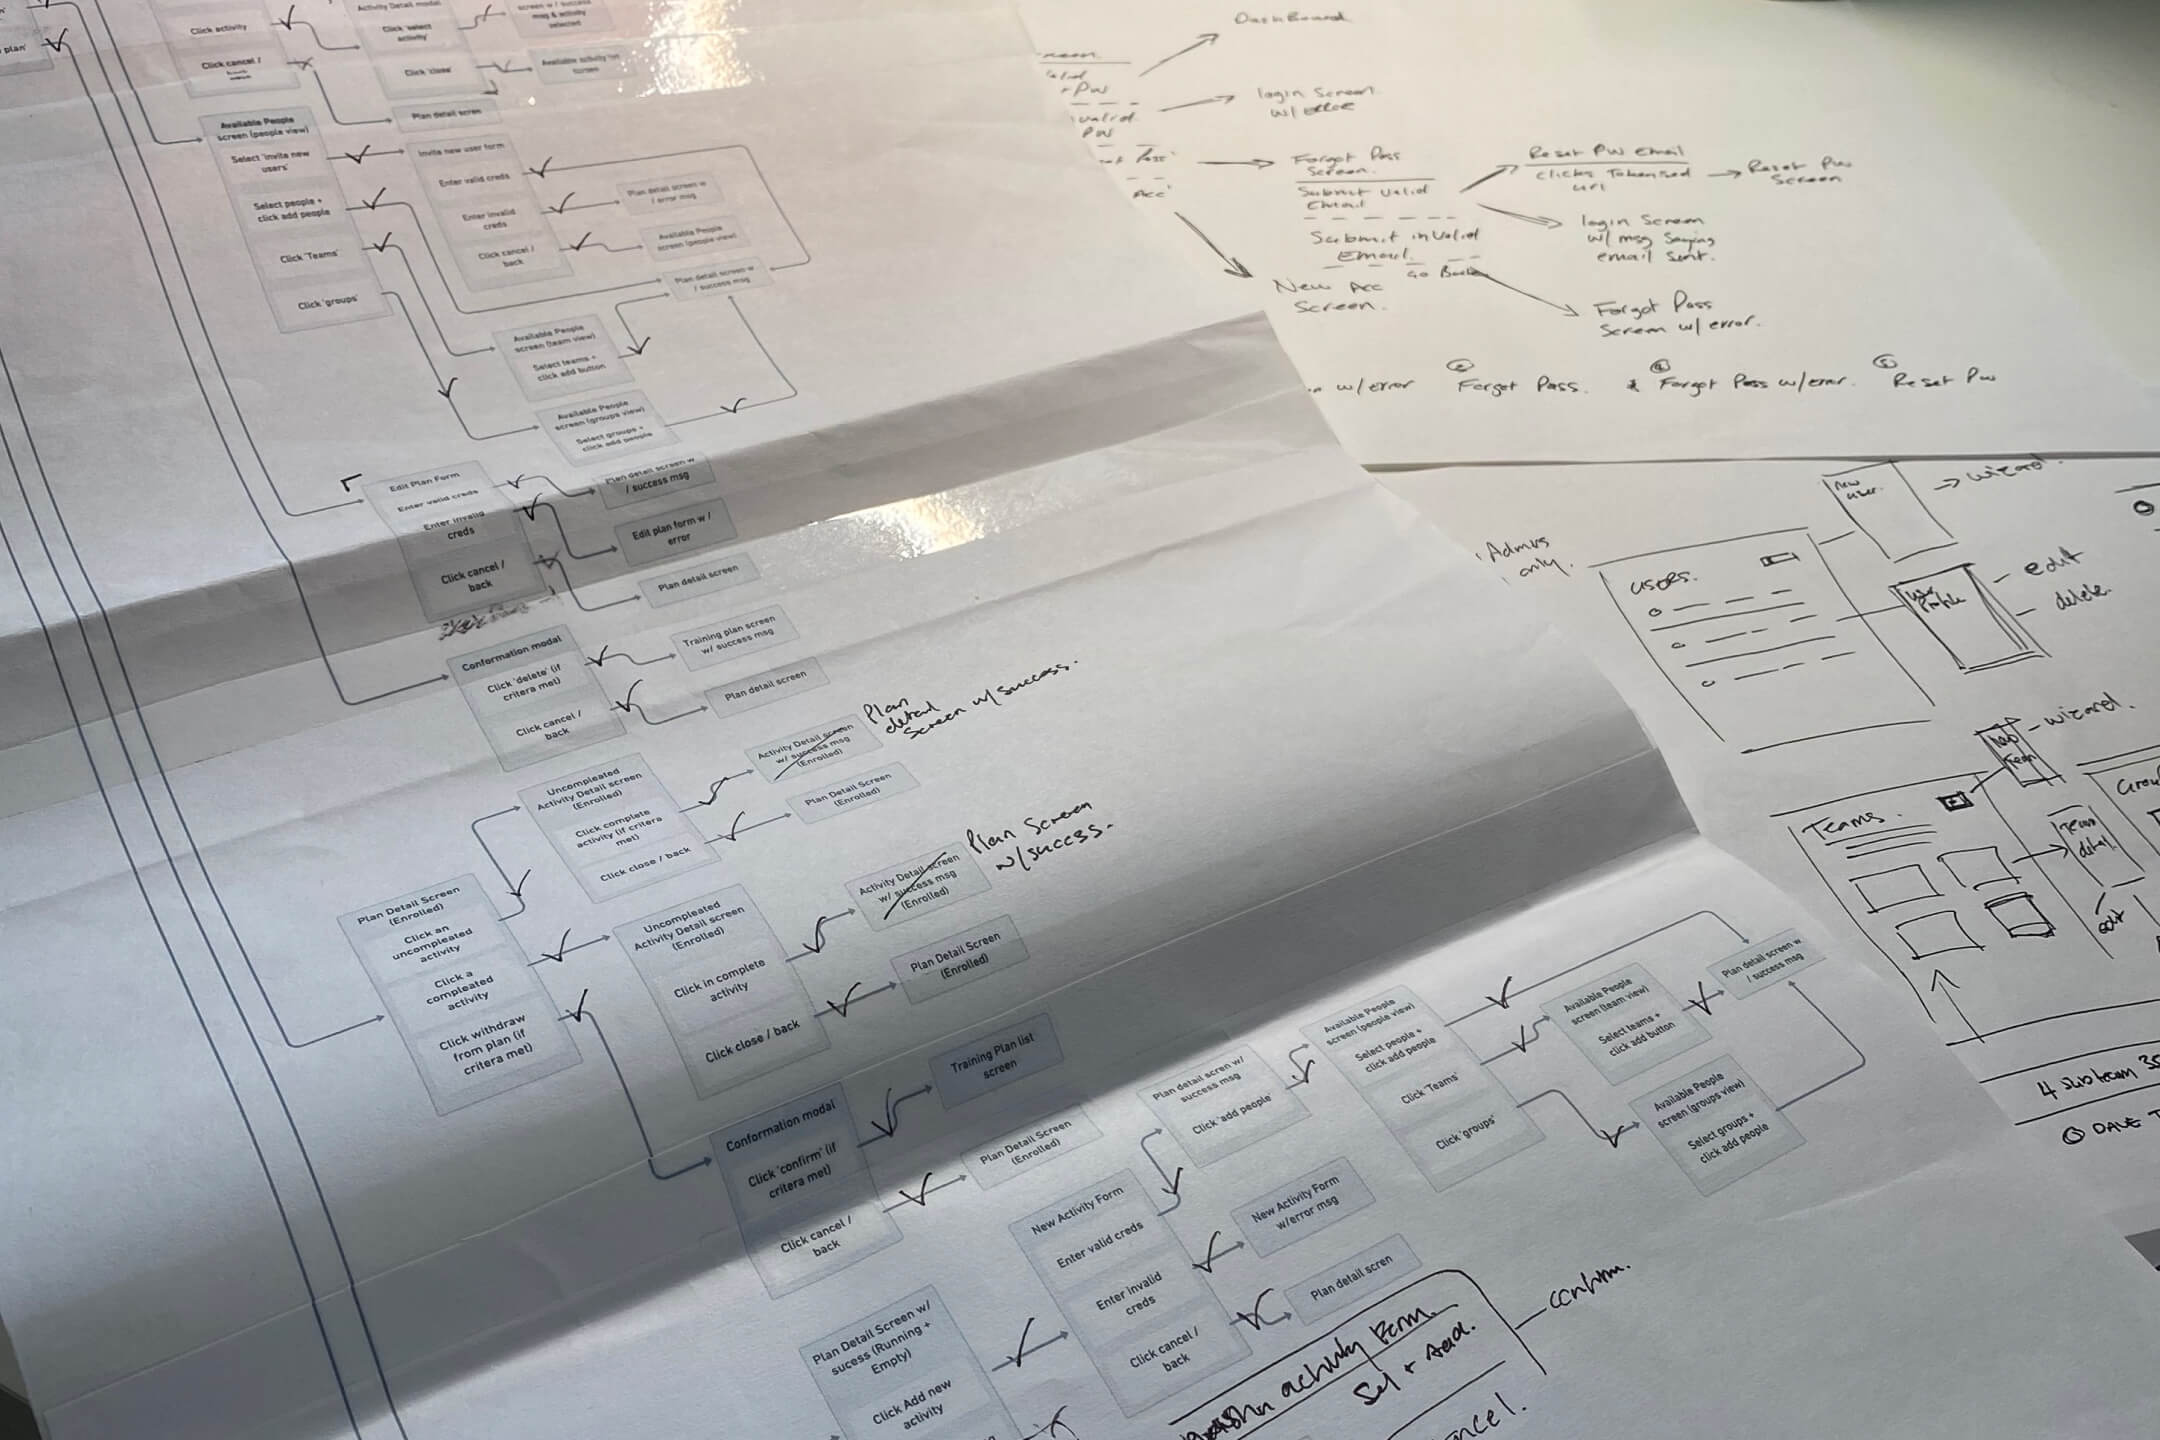 plan'
Click activity
Click cancel /
Activity Detail modal
Click 'select
activity'
Click 'close'
screen w / success
msg & activity
selected
Available activity list
screen
Plan detail scren
Available People
screen (people view)
Select 'invite new
users'
Select people +
click add people
Click 'Teams'
Click 'groups'
Invite new user form
Enter valid creds
Enter invalid
creds
Click cancel /
back
Plan detail screen w
/ error msg
Available People
screen (people view)
Plan detail screen w
/ success msg
Available People
screen (team view)
Select teams +
click add button
Available People
screen (groups view)
Select groups +
click add people
Edit Plan Form
Enter valid creds
Enter invalid
creds
Click cancel /
back
Plan detail screen w
/ success msg
Edit plan form w /
error
Plan detail screen
Conformation modal
Click 'delete' (if
critera met)
Click cancel /
back
Training plan screen
w/ success msg
Plan detail screen
Uncompleated
Activity Detail screen
(Enrolled)
Click complete
activity (if critera
met)
Click close / back
Activity Detail screen
w/ success msg
(Enrolled)
Plan
detail
screen w/ success.
Plan Detail Screen
(Enrolled)
Plan Detail Screen
(Enrolled)
Click an
uncompleated
activity
Click a
compleated
activity
Click withdraw
from plan (if
critera met)
Uncompleated
Activity Detail screen
(Enrolled)
Click in complete
activity
Click close / back
Activity Detail screen
w/ success msg
(Enrolled)
Plan Screen
w/success.
Plan Detail Screen
(Enrolled)
Conformation modal
Click 'confirm' (if
critera met)
Click cancel /
back
Training Plan list
screen
Plan Detail Screen
(Enrolled)
Plan Detail Screen w/
sucess (Running +
Empty)
Click Add new
activity
New Activity Form
Enter valid creds
Enter invalid
creds
Click cancel /
back
Plan detail scren w/
success msg
Click 'add people'
New Activity Form
w/error msg
Plan detail scren
Available People
screen (people view)
Select people +
click add people
Click 'Teams'
Click 'groups'
Available People
screen (team view)
Select teams +
click add button
Available People
screen (groups view)
Select groups +
click add people
Plan detail screen w
/ success msg
activity Form
Sel + Add.
ncel.
confirm.
DashBoard
valid
+ PW
login Screen
w/ error
PW
Acc'
Forgot Pass
Screen.
Submit valid
Email
Submit invalid
Email.
Go Back
New Acc
Screen.
Reset PW Email
Clicks Tokenised
url
Reset PW
Screen.
login Screen
w/ msg saying
email sent.
Forgot Pass
Screen w/error.
w/error
Forgot Pass.
Forgot Pass w/error.
Reset PW
Admins
only.
USERS.
new
user.
wizard.
user
Profile
edit
delete.
Teams.
new
Team
wizard.
Team
detail.
edit
Grou
4 subteam
DAVE T